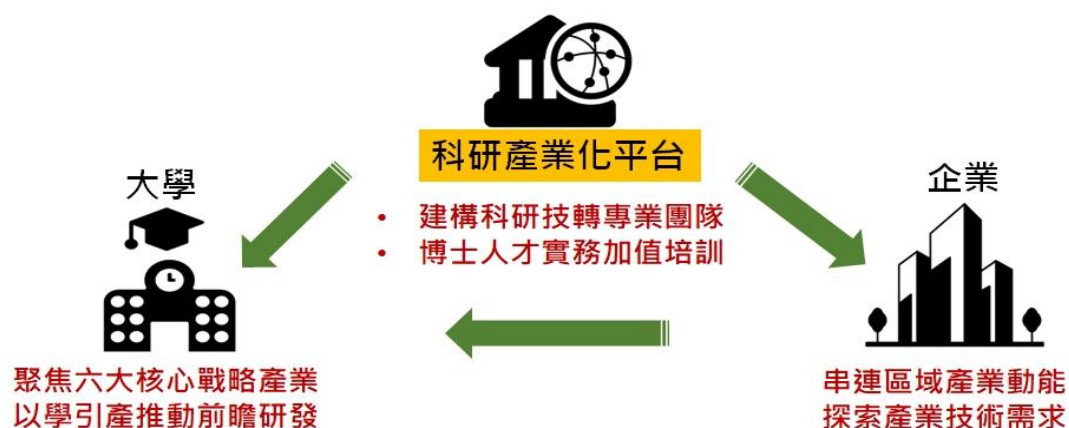 科研產業化平台
• 建構科研技轉專業團隊
• 博士人才實務加值培訓
大學
聚焦六大核心戰略產業
以學引產推動前瞻研發
企業
串連區域產業動能
探索產業技術需求